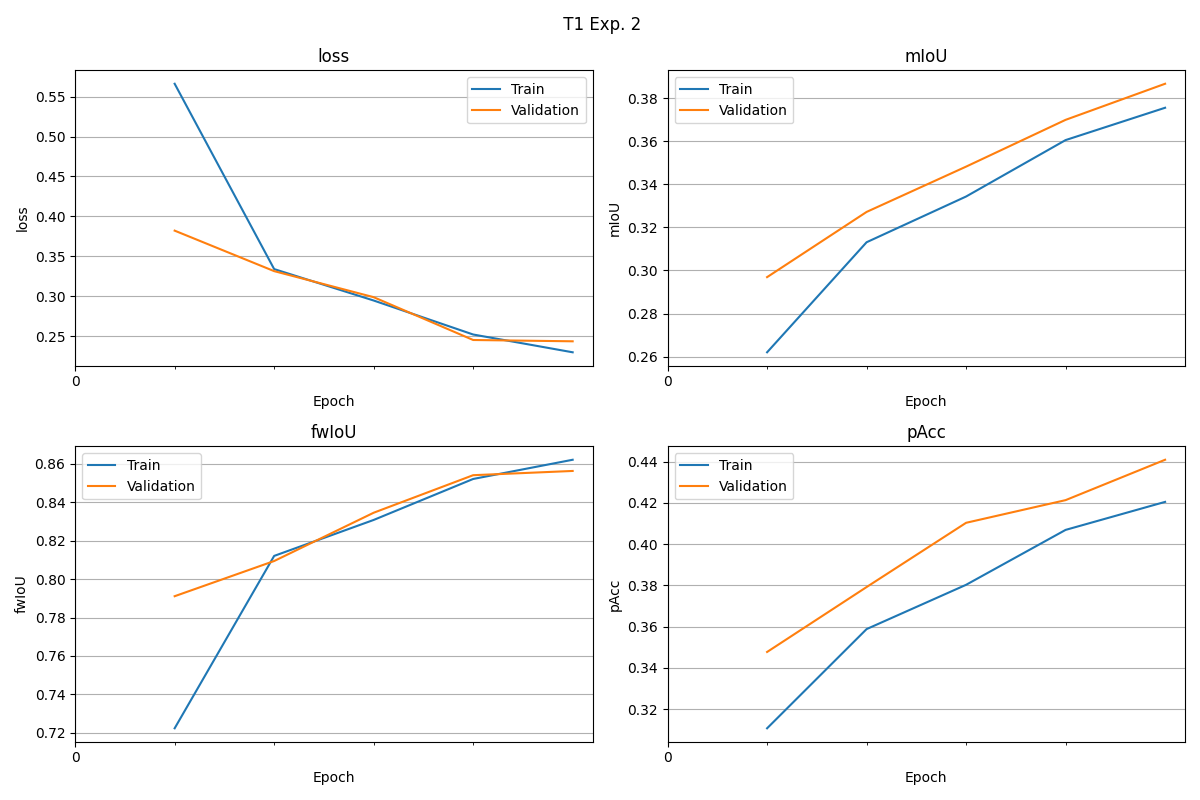 T1 Exp. 2
loss
Train
Validation
0.55
0.50
0.45
0.40
0.35
0.30
0.25
loss
0
Epoch
mIoU
Train
Validation
0.38
0.36
0.34
0.32
0.30
0.28
0.26
mIoU
0
Epoch
fwIoU
Train
Validation
0.86
0.84
0.82
0.80
0.78
0.76
0.74
0.72
fwIoU
0
Epoch
pAcc
Train
Validation
0.44
0.42
0.40
0.38
0.36
0.34
0.32
pAcc
0
Epoch